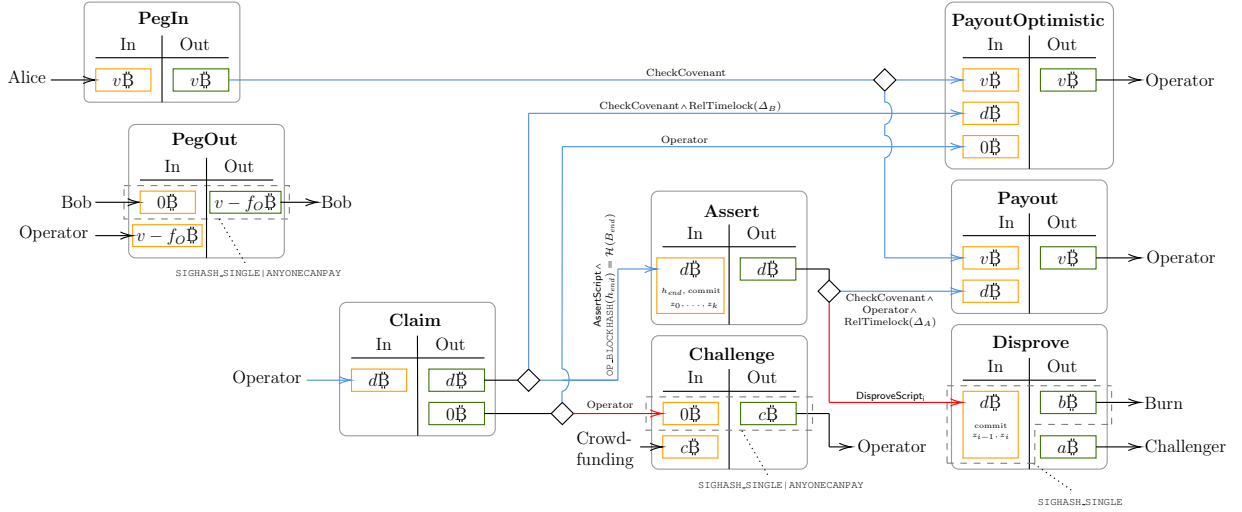 PegIn
In Out
Alice
v₿ v₿
PegOut
In Out
Bob
0₿ v − f_O₿
Bob
Operator
v − f_O₿
SIGHASH_SINGLE|ANYONECANPAY
Claim
In Out
Operator
d₿ d₿
0₿
CheckCovenant
CheckCovenant∧RelTimelock(Δ_B)
Operator
AssertScript∧
OP_BLOCKHASH(h_end) = H(B_end)
Assert
In Out
d₿ d₿
h_end, commit
z_0, . . . , z_k
Challenge
In Out
Operator
0₿ c₿
Crowd-
funding
c₿
Operator
SIGHASH_SINGLE|ANYONECANPAY
PayoutOptimistic
In Out
v₿ v₿
Operator
d₿
0₿
Payout
In Out
v₿ v₿
Operator
d₿
CheckCovenant∧
Operator∧
RelTimelock(Δ_A)
Disprove
In Out
DisproveScript_i
d₿ b₿
Burn
commit
z_{i−1}, z_i
a₿
Challenger
SIGHASH_SINGLE